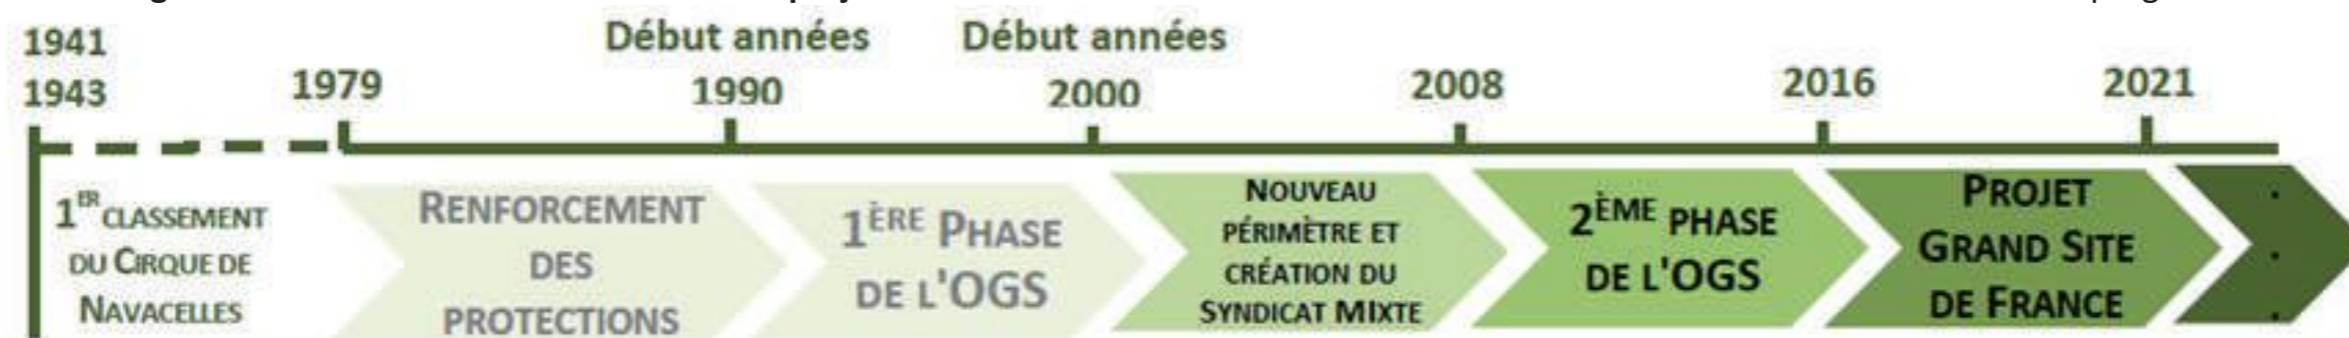 1941
1943
1979
Début années
1990
Début années
2000
2008
2016
2021
1ER CLASSEMENT
DU CIRQUE DE
NAVACELLES
RENFORCEMENT
DES
PROTECTIONS
1ÈRE PHASE
DE L'OGS
NOUVEAU
PÉRIMÈTRE ET
CRÉATION DU
SYNDICAT MIXTE
2ÈME PHASE
DE L'OGS
PROJET
GRAND SITE
DE FRANCE
.
.
.